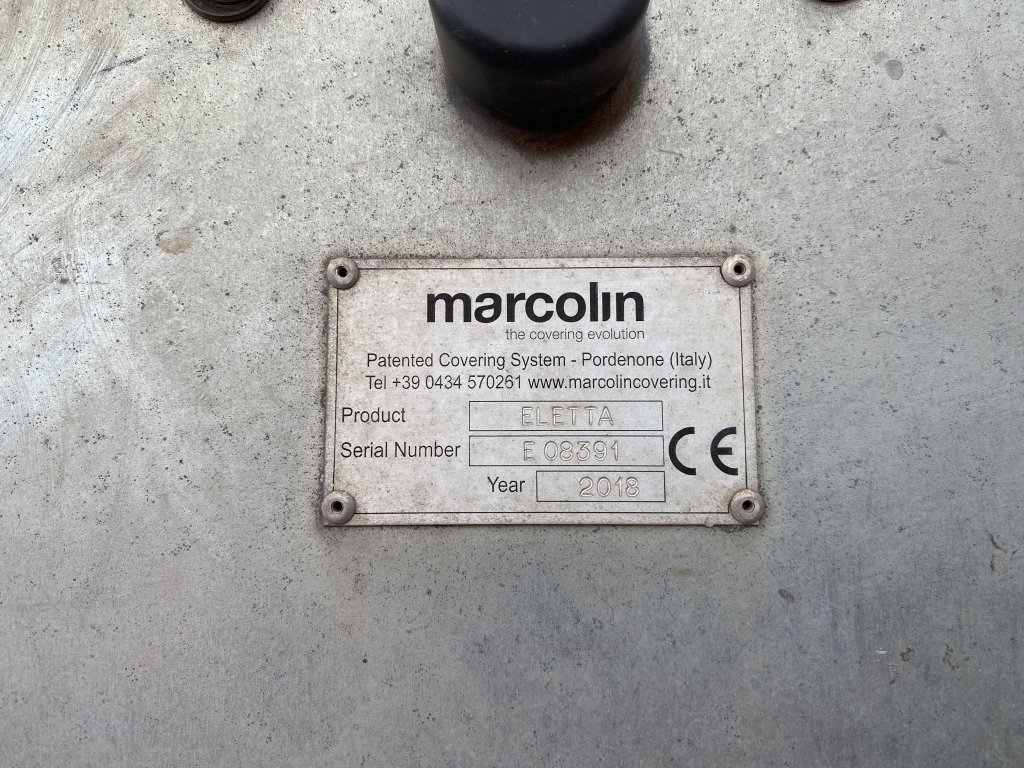 marcolin
the covering evolution
Patented Covering System - Pordenone (Italy)
Tel +39 0434 570261 www.marcolincovering.it
Product ELETTA
Serial Number E 08391 CE
Year 2018